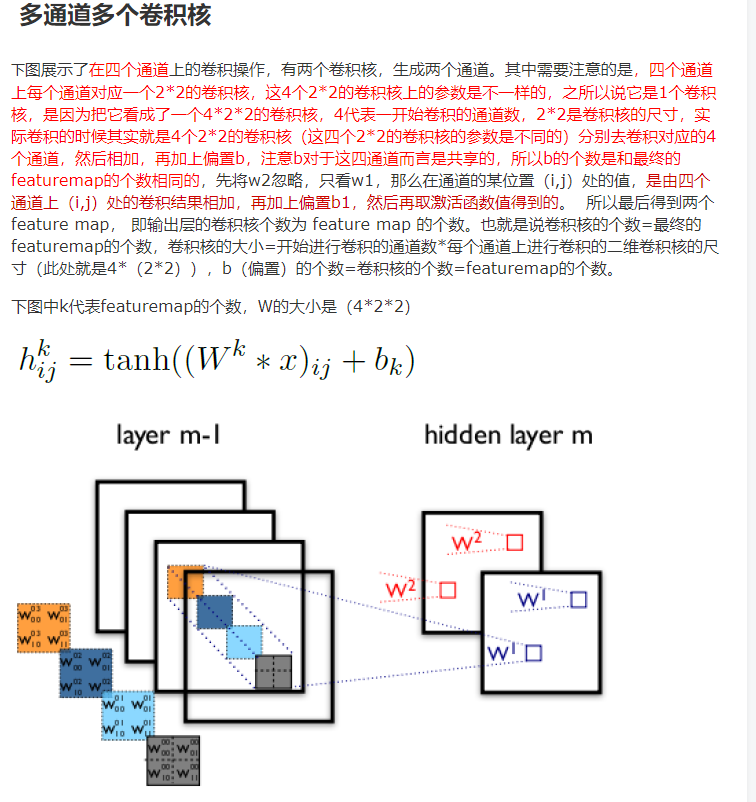 多通道多个卷积核
下图展示了在四个通道上的卷积操作，有两个卷积核，生成两个通道。其中需要注意的是，四个通道
上每个通道对应一个2*2的卷积核，这4个2*2的卷积核上的参数是不一样的，之所以说它是1个卷积
核，是因为把它看成了一个4*2*2的卷积核，4代表一开始卷积的通道数，2*2是卷积核的尺寸，实
际卷积的时候其实就是4个2*2的卷积核（这四个2*2的卷积核的参数是不同的）分别去卷积对应的4
个通道，然后相加，再加上偏置b，注意b对于这四通道而言是共享的，所以b的个数是和最终的
featuremap的个数相同的，先将w2忽略，只看w1，那么在通道的某位置（i,j）处的值，是由四个
通道上（i,j）处的卷积结果相加，再加上偏置b1，然后再取激活函数值得到的。 所以最后得到两个
feature map， 即输出层的卷积核个数为 feature map 的个数。也就是说卷积核的个数=最终的
featuremap的个数，卷积核的大小=开始进行卷积的通道数*每个通道上进行卷积的二维卷积核的尺
寸（此处就是4*（2*2）），b（偏置）的个数=卷积核的个数=featuremap的个数。
下图中k代表featuremap的个数，W的大小是（4*2*2）
h^k_{ij} = tanh((W^k * x)_{ij} + b_k)
layer m-1
hidden layer m
W^2
W^2
W^1
W^1
W^{03}_{00} W^{03}_{01}
W^{03}_{10} W^{03}_{11}
W^{02}_{00} W^{02}_{01}
W^{02}_{10} W^{02}_{11}
W^{01}_{00} W^{01}_{01}
W^{01}_{10} W^{01}_{11}
W^{00}_{00} W^{00}_{01}
W^{00}_{10} W^{00}_{11}